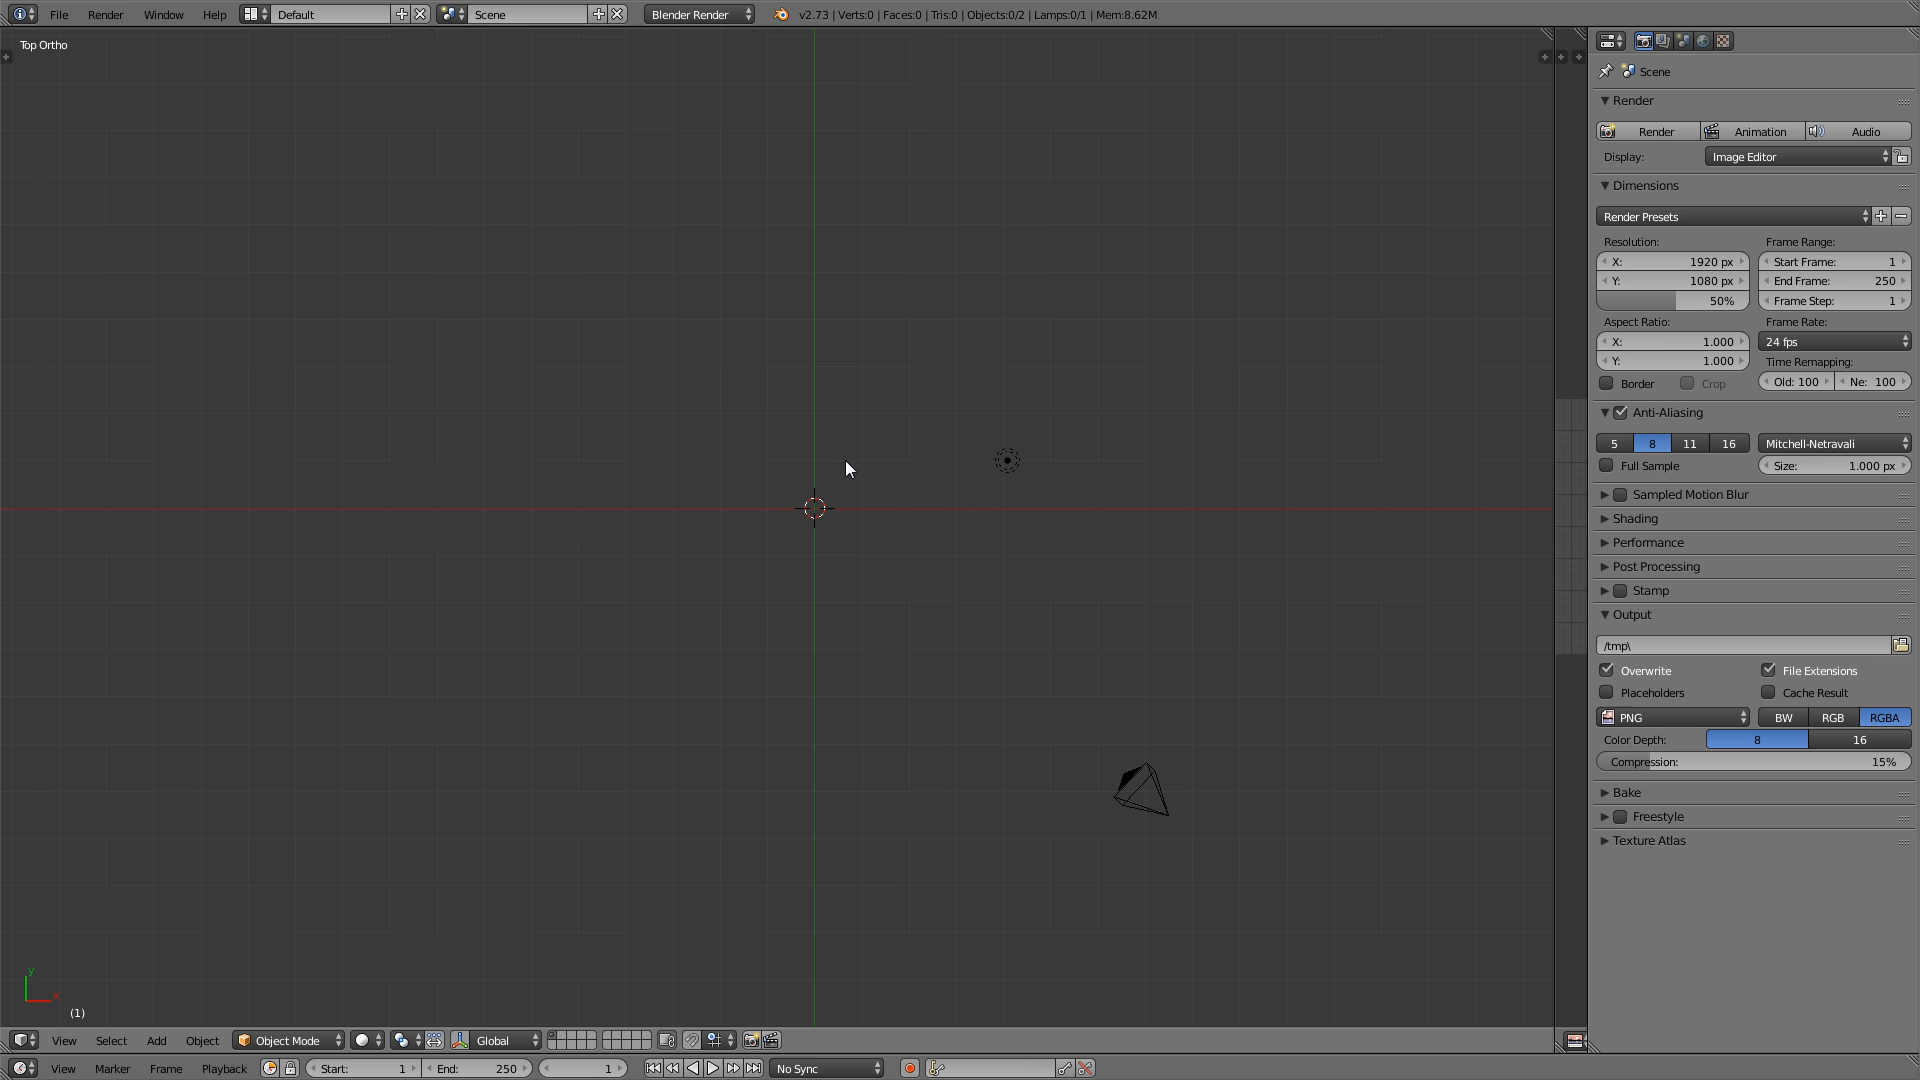 File Render Window Help Default Scene Blender Render v2.73 | Verts:0 | Faces:0 | Tris:0 | Objects:0/2 | Lamps:0/1 | Mem:8.62M
Top Ortho
Scene
Render
Render Animation Audio
Display: Image Editor
Dimensions
Render Presets
Resolution: Frame Range:
X: 1920 px Start Frame: 1
Y: 1080 px End Frame: 250
50% Frame Step: 1
Aspect Ratio: Frame Rate:
X: 1.000 24 fps
Y: 1.000 Time Remapping:
Border Crop Old: 100 Ne: 100
Anti-Aliasing
5 8 11 16 Mitchell-Netravali
Full Sample Size: 1.000 px
Sampled Motion Blur
Shading
Performance
Post Processing
Stamp
Output
/tmp\
Overwrite File Extensions
Placeholders Cache Result
PNG BW RGB RGBA
Color Depth: 8 16
Compression: 15%
Bake
Freestyle
Texture Atlas
y
x
(1)
View Select Add Object Object Mode Global
View Marker Frame Playback Start: 1 End: 250 1 No Sync